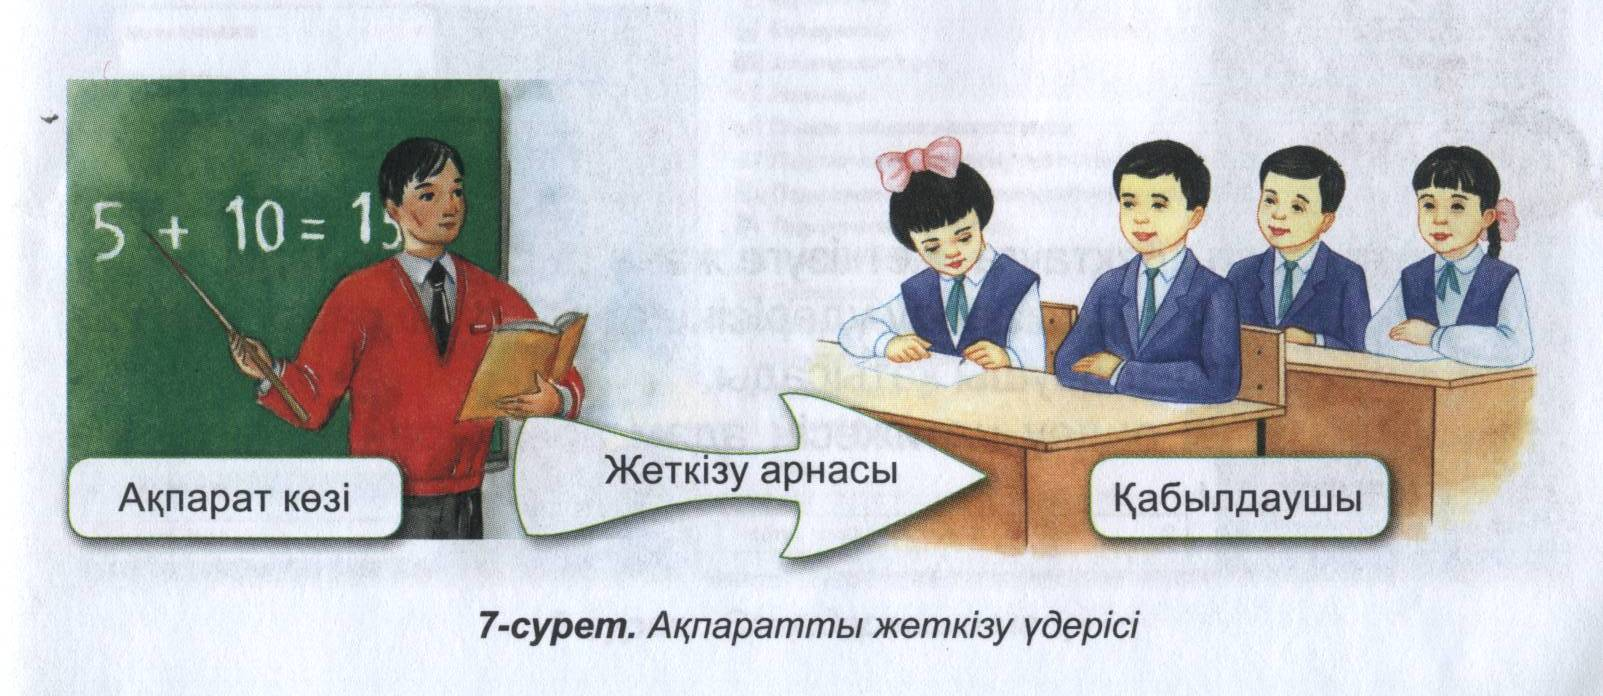 5 + 10 = 15
Ақпарат көзі
Жеткізу арнасы
Қабылдаушы
7-сурет. Ақпаратты жеткізу үдерісі